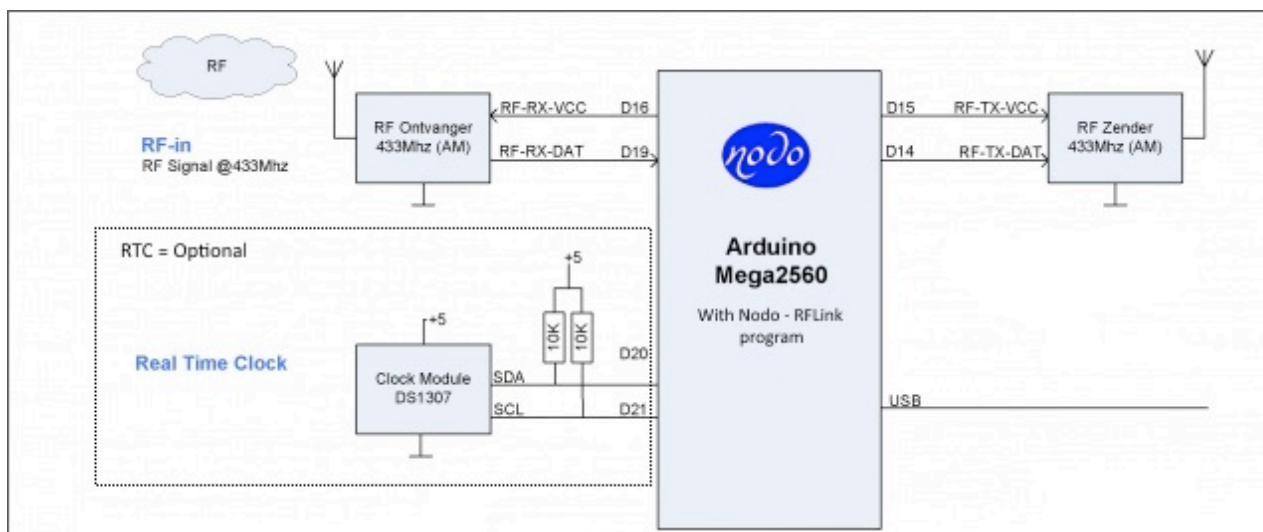 RF
RF-in
RF Signal @433Mhz
RF Ontvanger
433Mhz (AM)
RF-RX-VCC
D16
RF-RX-DAT
D19
nodo
Arduino
Mega2560
With Nodo - RFLink
program
D15
RF-TX-VCC
D14
RF-TX-DAT
RF Zender
433Mhz (AM)
RTC = Optional
+5
10K
10K
+5
Real Time Clock
Clock Module
DS1307
SDA
D20
SCL
D21
USB